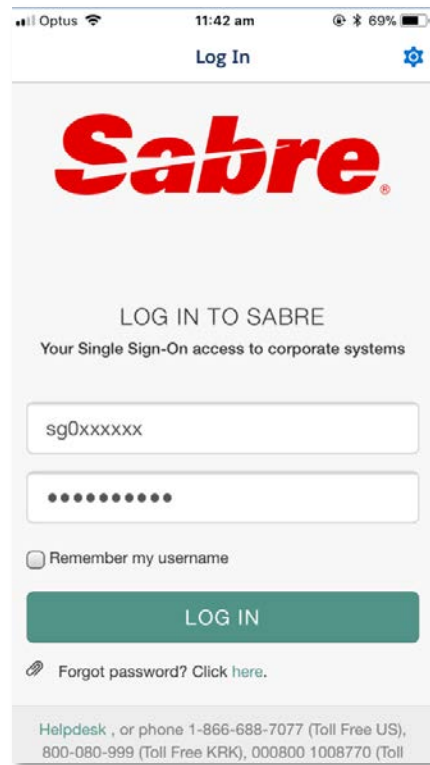 Optus 11:42 am 69%
Log In
Sabre®
LOG IN TO SABRE
Your Single Sign-On access to corporate systems
sg0xxxxxx
●●●●●●●●●●
Remember my username
LOG IN
Forgot password? Click here.
Helpdesk , or phone 1-866-688-7077 (Toll Free US),
800-080-999 (Toll Free KRK), 000800 1008770 (Toll